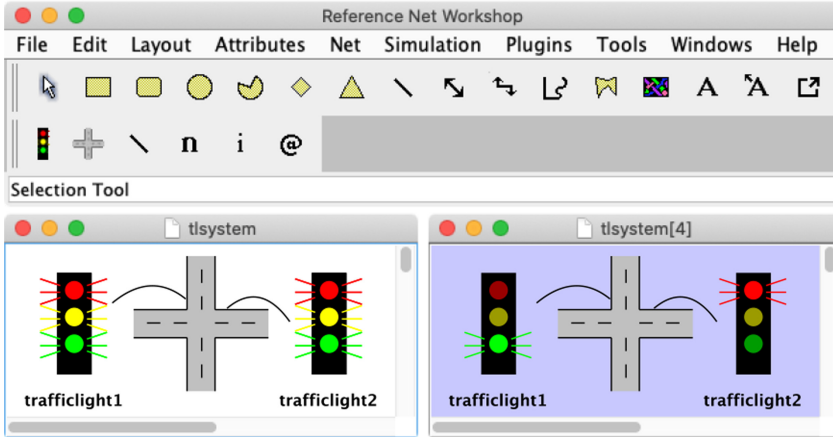 Reference Net Workshop
File Edit Layout Attributes Net Simulation Plugins Tools Windows Help
A A
n i @
Selection Tool
tlsystem
tlsystem[4]
trafficlight1
trafficlight2
trafficlight1
trafficlight2